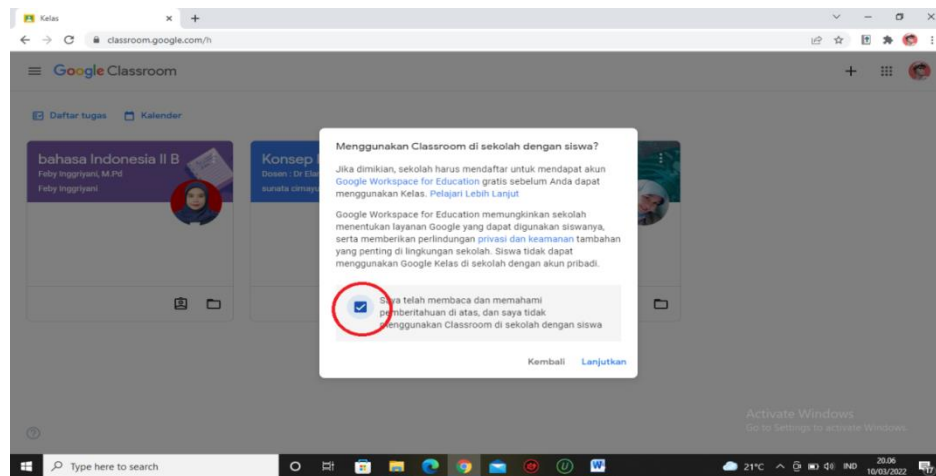 Kelas
classroom.google.com/h
Google Classroom
Daftar tugas
Kalender
bahasa Indonesia II B
Feby Inggriyani, M.Pd
Feby Inggriyani
Konsep
Dosen : Dr
sunata
Menggunakan Classroom di sekolah dengan siswa?
Jika dimikian, sekolah harus mendaftar untuk mendapat akun
Google Workspace for Education gratis sebelum Anda dapat
menggunakan Kelas. Pelajari Lebih Lanjut
Google Workspace for Education memungkinkan sekolah
menentukan layanan Google yang dapat digunakan siswanya,
serta memberikan perlindungan privasi dan keamanan tambahan
yang penting di lingkungan sekolah. Siswa tidak dapat
menggunakan Google Kelas di sekolah dengan akun pribadi.
Saya telah membaca dan memahami
pemberitahuan di atas, dan saya tidak
menggunakan Classroom di sekolah dengan siswa
Kembali
Lanjutkan
Activate Windows
Go to Settings to activate Windows.
Type here to search
21°C
IND
20.06
10/03/2022